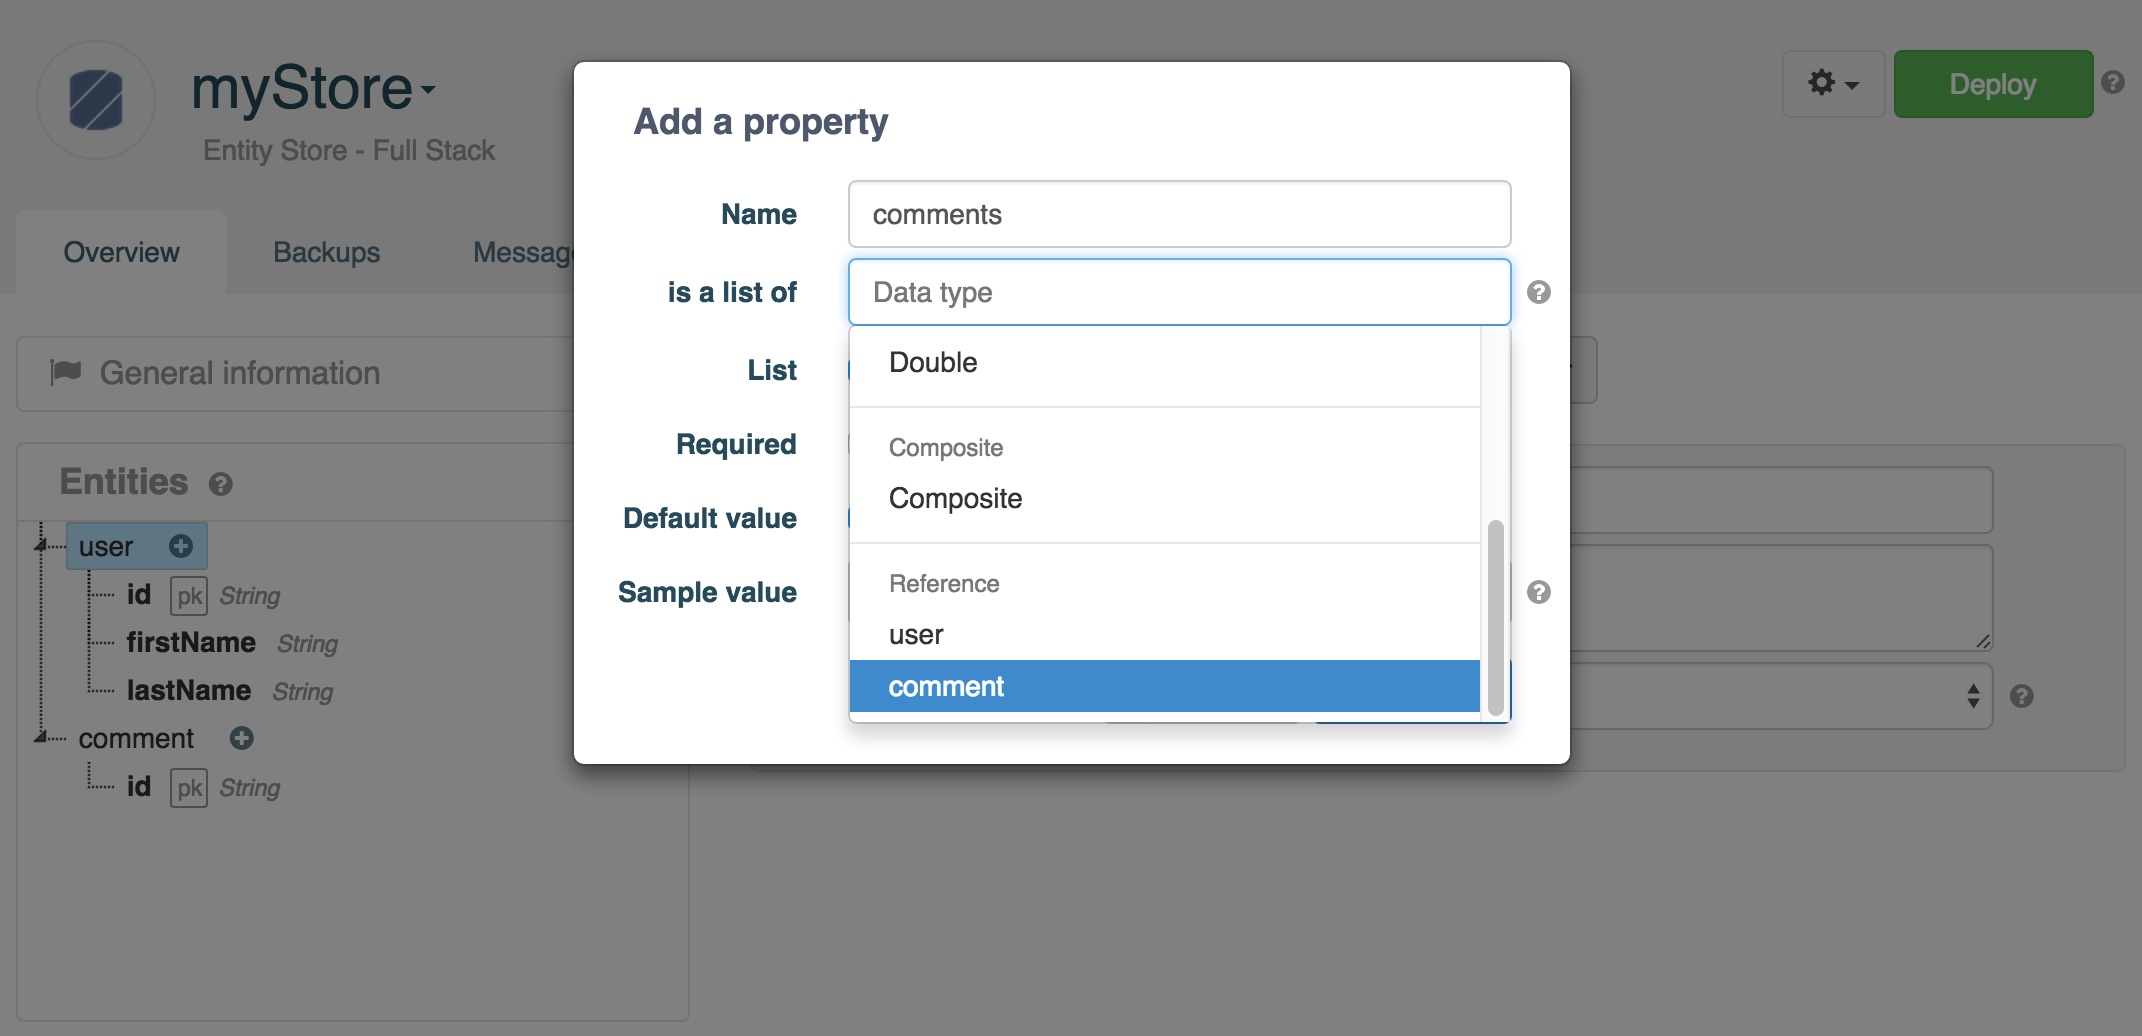 myStore
Entity Store - Full Stack
Deploy
Overview
Backups
Messag
General information
Entities
user
id pk String
firstName String
lastName String
comment
id pk String
Add a property
Name
comments
is a list of
Data type
List
Required
Default value
Sample value
Double
Composite
Composite
Reference
user
comment